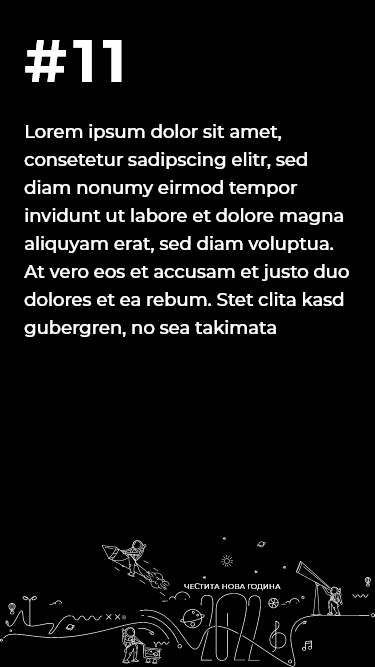 #11
Lorem ipsum dolor sit amet,
consetetur sadipscing elitr, sed
diam nonumy eirmod tempor
invidunt ut labore et dolore magna
aliquyam erat, sed diam voluptua.
At vero eos et accusam et justo duo
dolores et ea rebum. Stet clita kasd
gubergren, no sea takimata
ЧЕСТИТА НОВА ГОДИНА
2022